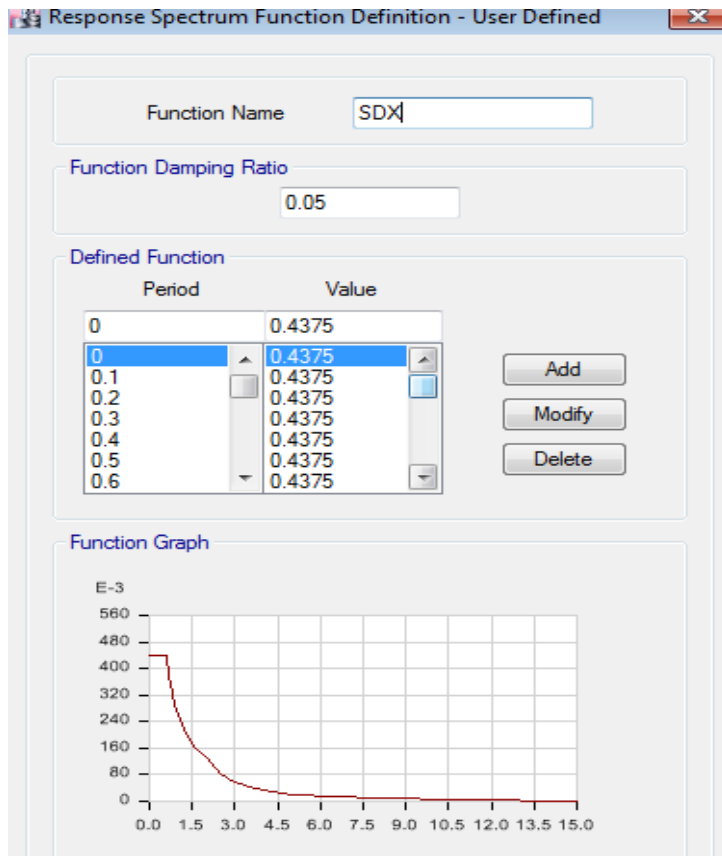 Response Spectrum Function Definition - User Defined
Function Name SDX
Function Damping Ratio
0.05
Defined Function
Period Value
0 0.4375
0 0.4375
0.1 0.4375
0.2 0.4375
0.3 0.4375
0.4 0.4375
0.5 0.4375
0.6 0.4375
Add
Modify
Delete
Function Graph
E-3
560
480
400
320
240
160
80
0
0.0 1.5 3.0 4.5 6.0 7.5 9.0 10.5 12.0 13.5 15.0